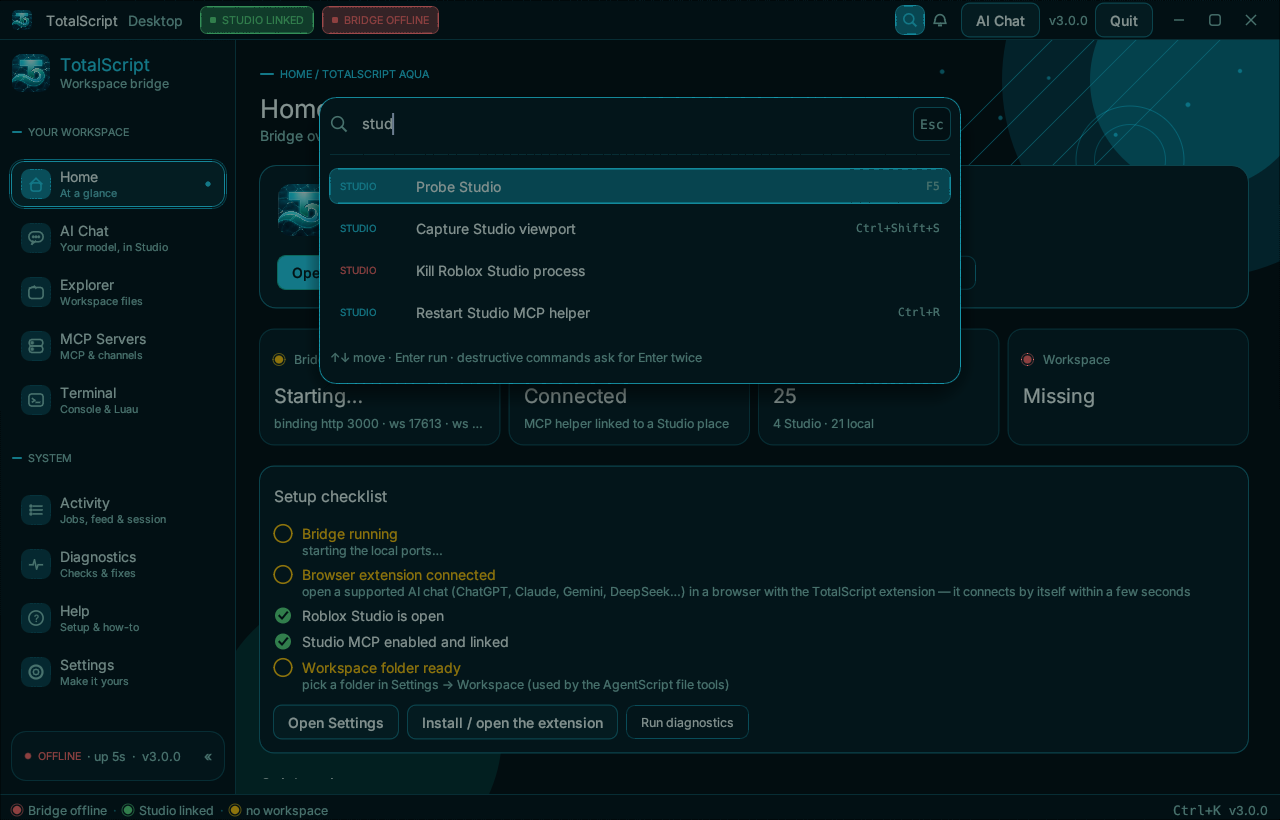 TotalScript Desktop
STUDIO LINKED
BRIDGE OFFLINE
AI Chat
v3.0.0
Quit
TotalScript
Workspace bridge
YOUR WORKSPACE
Home
At a glance
AI Chat
Your model, in Studio
Explorer
Workspace files
MCP Servers
MCP & channels
Terminal
Console & Luau
SYSTEM
Activity
Jobs, feed & session
Diagnostics
Checks & fixes
Help
Setup & how-to
Settings
Make it yours
OFFLINE · up 5s · v3.0.0 «
HOME / TOTALSCRIPT AQUA
Home
Bridge
stud
Esc
STUDIO Probe Studio F5
STUDIO Capture Studio viewport Ctrl+Shift+S
STUDIO Kill Roblox Studio process
STUDIO Restart Studio MCP helper Ctrl+R
↑↓ move · Enter run · destructive commands ask for Enter twice
Starting...
binding http 3000 · ws 17613 · ws ...
Connected
MCP helper linked to a Studio place
25
4 Studio · 21 local
Workspace
Missing
Setup checklist
Bridge running
starting the local ports...
Browser extension connected
open a supported AI chat (ChatGPT, Claude, Gemini, DeepSeek...) in a browser with the TotalScript extension — it connects by itself within a few seconds
Roblox Studio is open
Studio MCP enabled and linked
Workspace folder ready
pick a folder in Settings → Workspace (used by the AgentScript file tools)
Open Settings
Install / open the extension
Run diagnostics
Bridge offline · Studio linked · no workspace
Ctrl+K v3.0.0